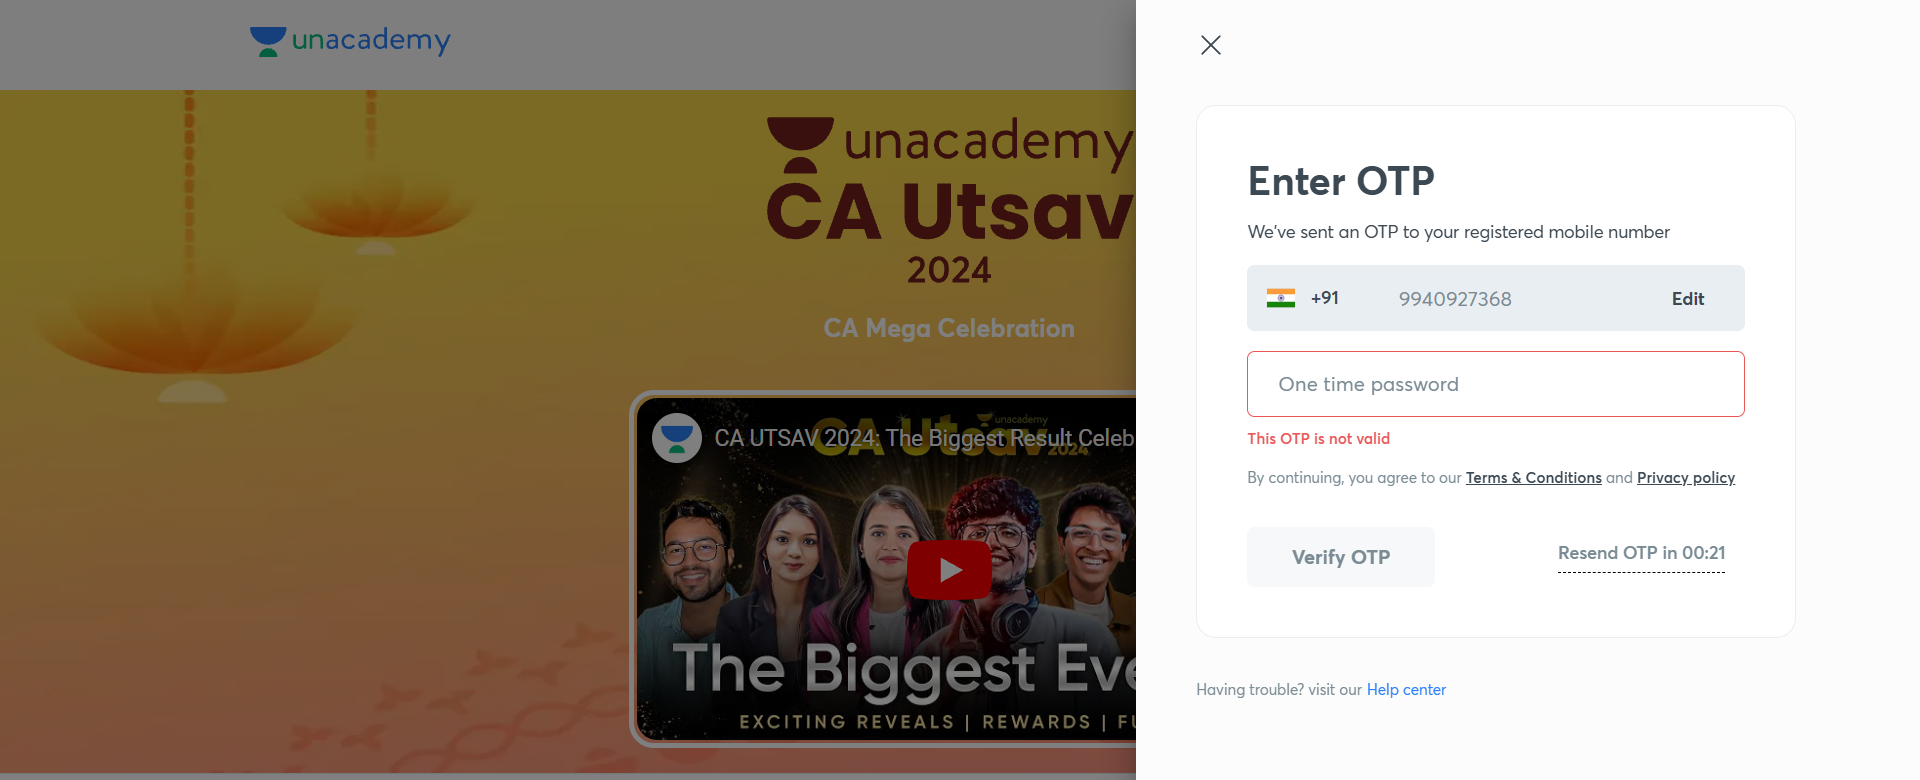 unacademy
unacademy
CA Utsav
2024
CA Mega Celebration
CA UTSAV 2024: The Biggest Result Celeb
unacademy
CA Utsav
2024
The Biggest Eve
EXCITING REVEALS | REWARDS | FU
Enter OTP
We've sent an OTP to your registered mobile number
+91 9940927368 Edit
One time password
This OTP is not valid
By continuing, you agree to our Terms & Conditions and Privacy policy
Verify OTP Resend OTP in 00:21
Having trouble? visit our Help center